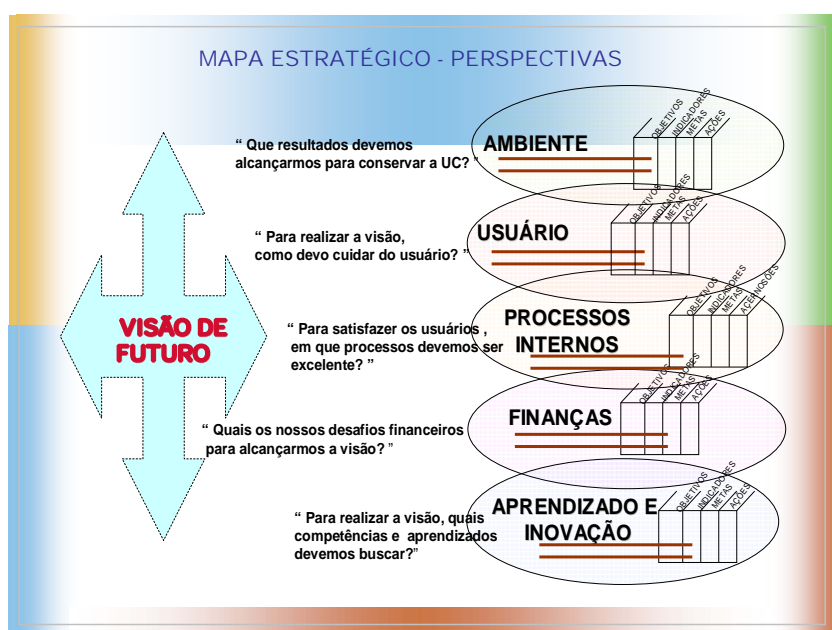 MAPA ESTRATÉGICO - PERSPECTIVAS
“ Que resultados devemos
alcançarmos para conservar a UC? ”
AMBIENTE
OBJETIVOS
INDICADORES
METAS
AÇÕES
“ Para realizar a visão,
como devo cuidar do usuário? ”
USUÁRIO
OBJETIVOS
INDICADORES
METAS
AÇÕES
VISÃO DE
FUTURO
“ Para satisfazer os usuários ,
em que processos devemos ser
excelente? ”
PROCESSOS
INTERNOS
OBJETIVOS
INDICADORES
METAS
“ Quais os nossos desafios financeiros
para alcançarmos a visão? ”
FINANÇAS
OBJETIVOS
INDICADORES
METAS
AÇÕES
“ Para realizar a visão, quais
competências e aprendizados
devemos buscar?”
APRENDIZADO E
INOVAÇÃO
OBJETIVOS
INDICADORES
METAS
AÇÕES